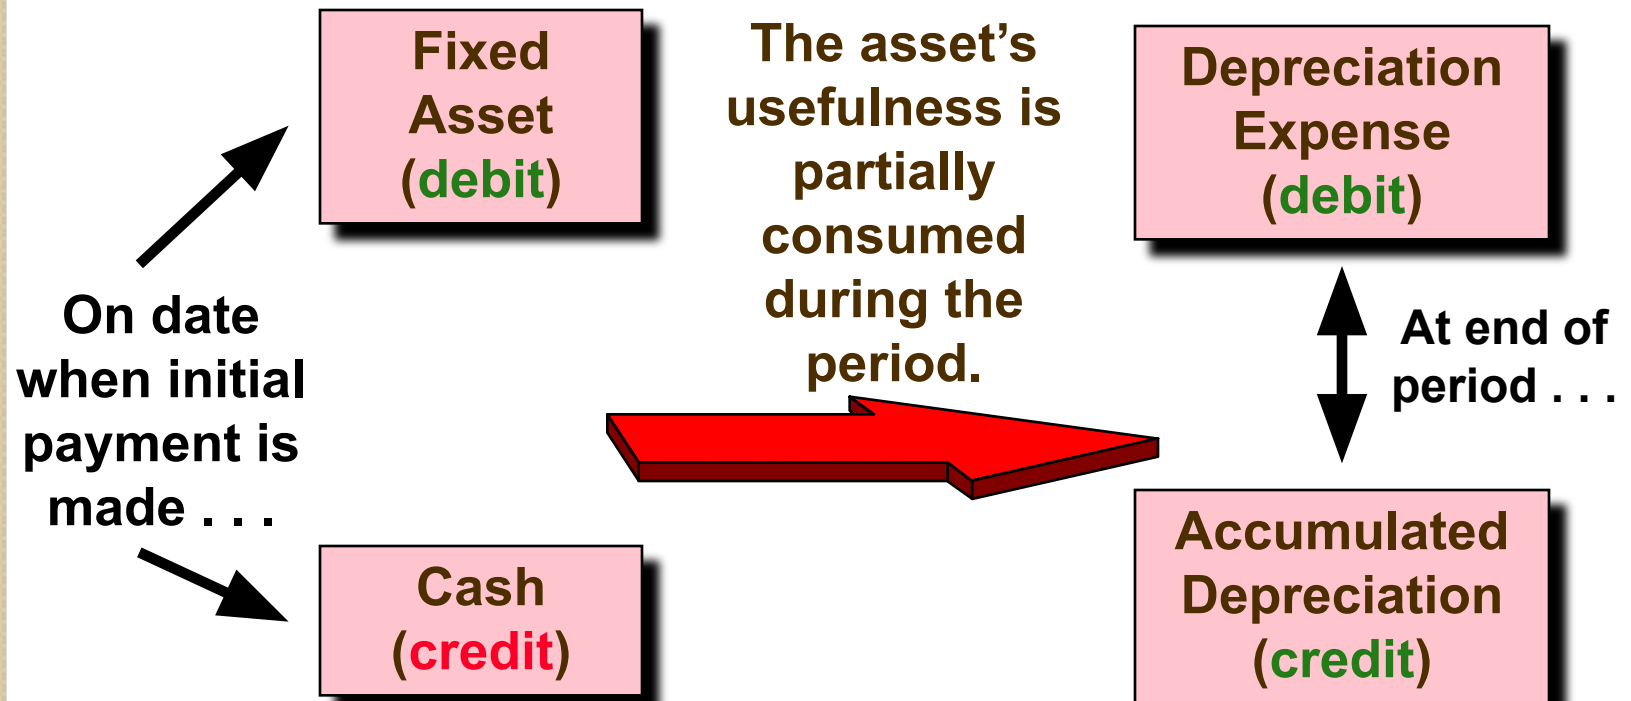 Fixed
Asset
(debit)
On date
when initial
payment is
made . . .
Cash
(credit)
The asset’s
usefulness is
partially
consumed
during the
period.
Depreciation
Expense
(debit)
At end of
period . . .
Accumulated
Depreciation
(credit)